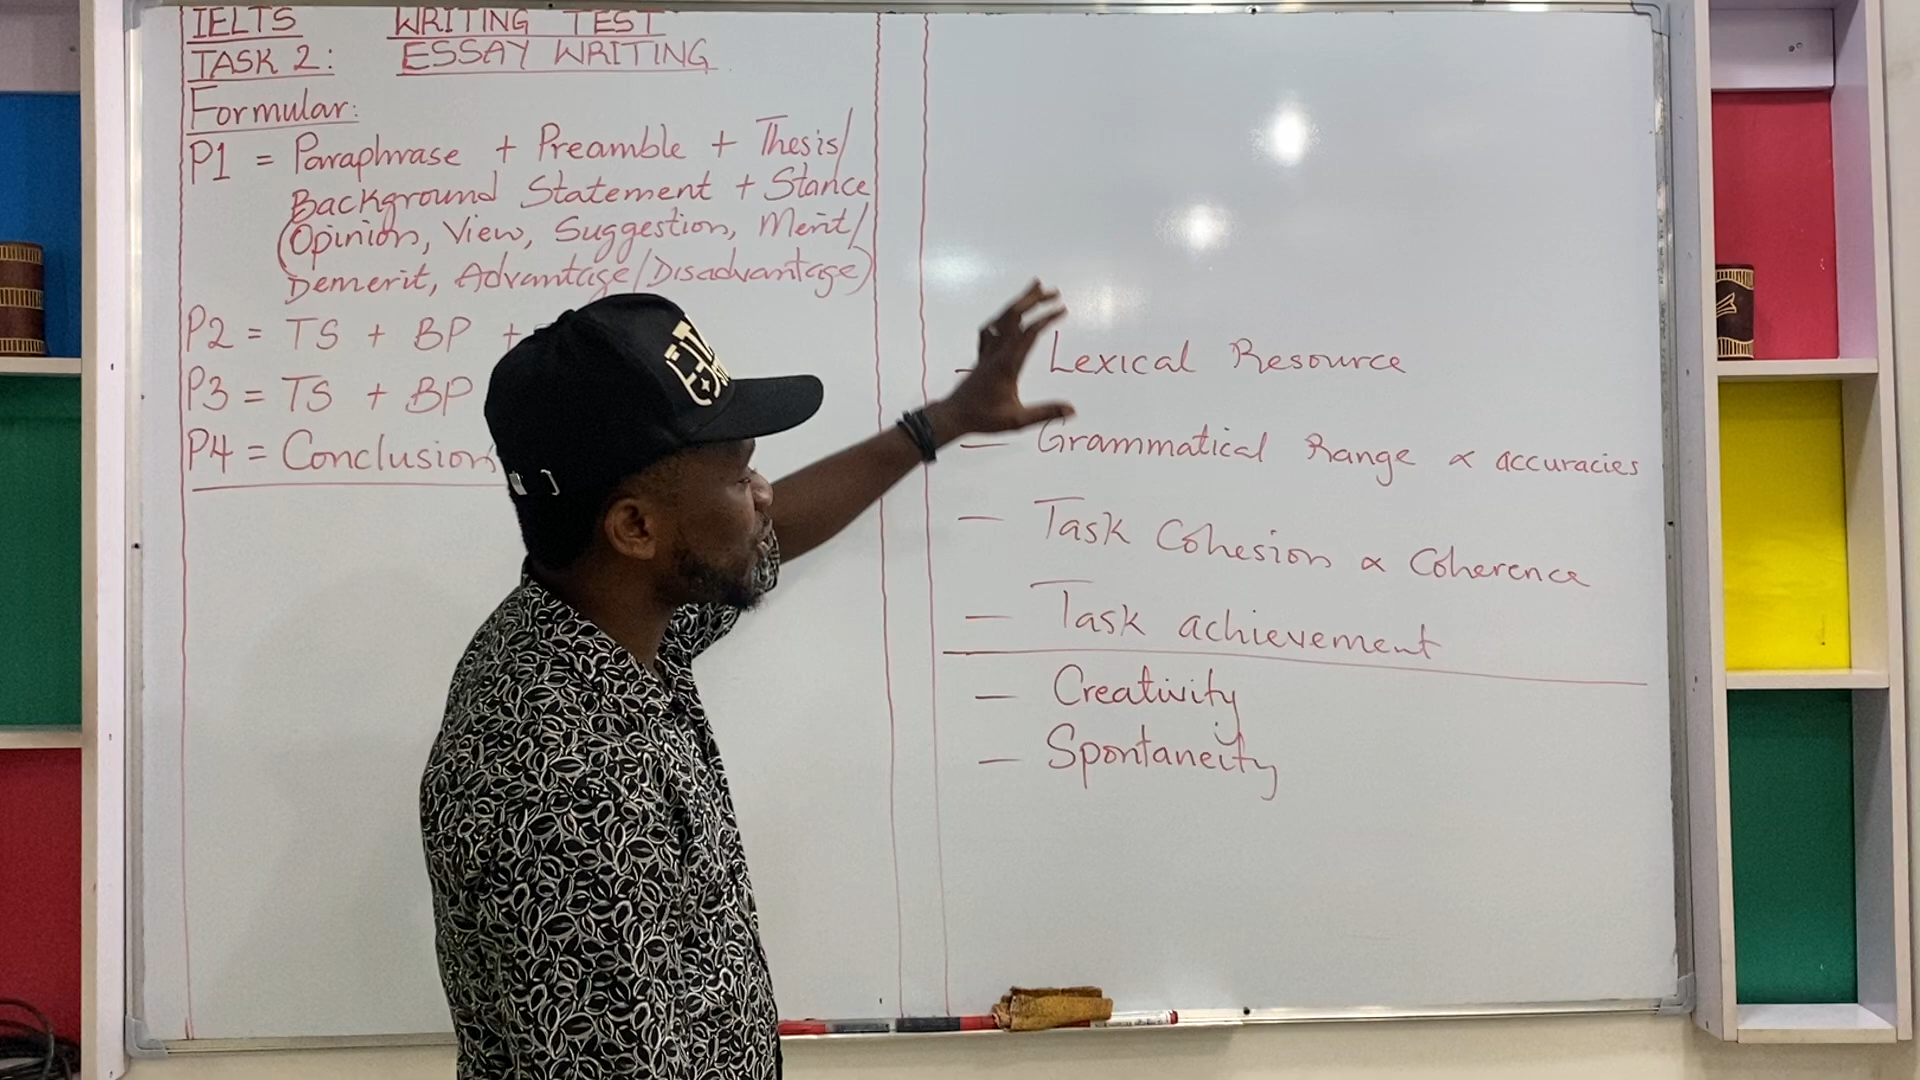 IELTS WRITING TEST
TASK 2: ESSAY WRITING
Formular:
P1 = Paraphrase + Preamble + Thesis/
Background Statement + Stance
(Opinion, View, Suggestion, Merit/
Demerit, Advantage/Disadvantage)
P2 = TS + BP +
P3 = TS + BP
P4 = Conclusion
— Lexical Resource
— Grammatical Range & accuracies
— Task Cohesion & Coherence
— Task achievement
— Creativity
— Spontaneity